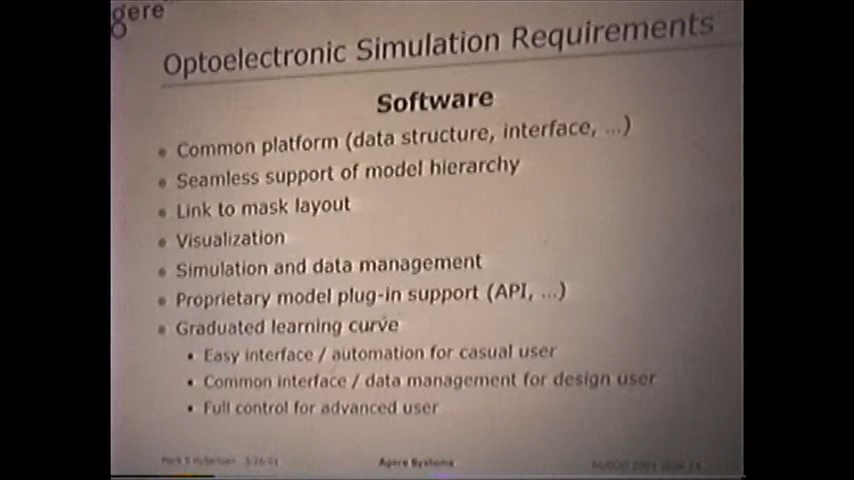 gere
Optoelectronic Simulation Requirements
Software
• Common platform (data structure, interface, ...)
• Seamless support of model hierarchy
• Link to mask layout
• Visualization
• Simulation and data management
• Proprietary model plug-in support (API, ...)
• Graduated learning curve
• Easy interface / automation for casual user
• Common interface / data management for design user
• Full control for advanced user
Agere Systems